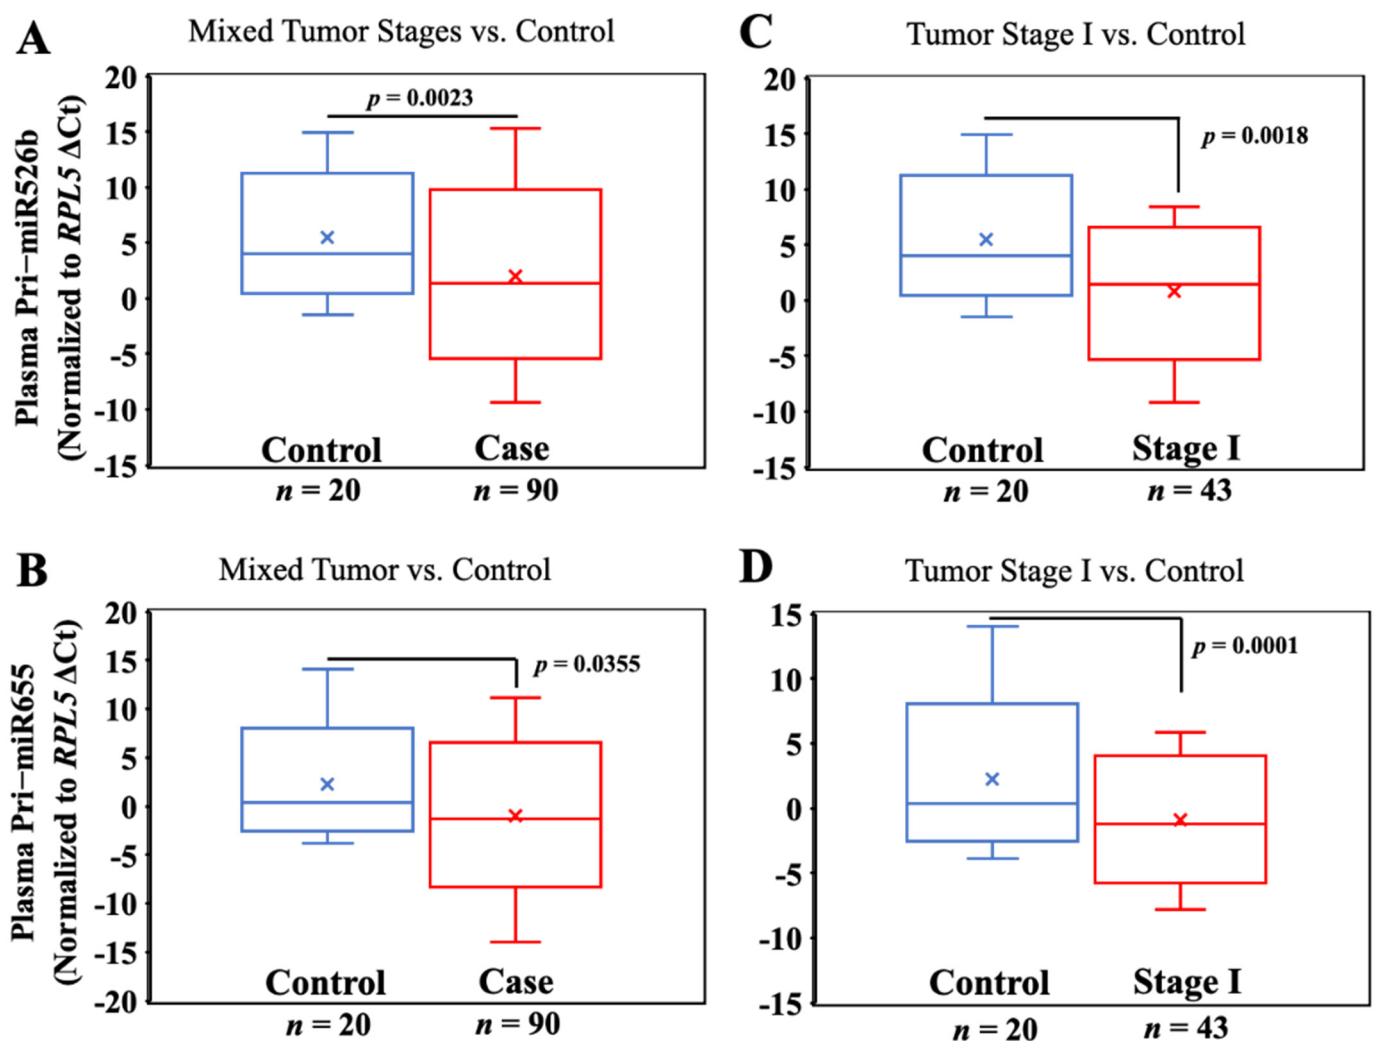 A
Mixed Tumor Stages vs. Control
Plasma Pri−miR526b
(Normalized to RPL5 ΔCt)
20
15
10
5
0
-5
-10
-15
p = 0.0023
Control
Case
n = 20
n = 90
C
Tumor Stage I vs. Control
20
15
10
5
0
-5
-10
-15
p = 0.0018
Control
Stage I
n = 20
n = 43
B
Mixed Tumor vs. Control
Plasma Pri−miR655
(Normalized to RPL5 ΔCt)
20
15
10
5
0
-5
-10
-15
-20
p = 0.0355
Control
Case
n = 20
n = 90
D
Tumor Stage I vs. Control
15
10
5
0
-5
-10
-15
p = 0.0001
Control
Stage I
n = 20
n = 43